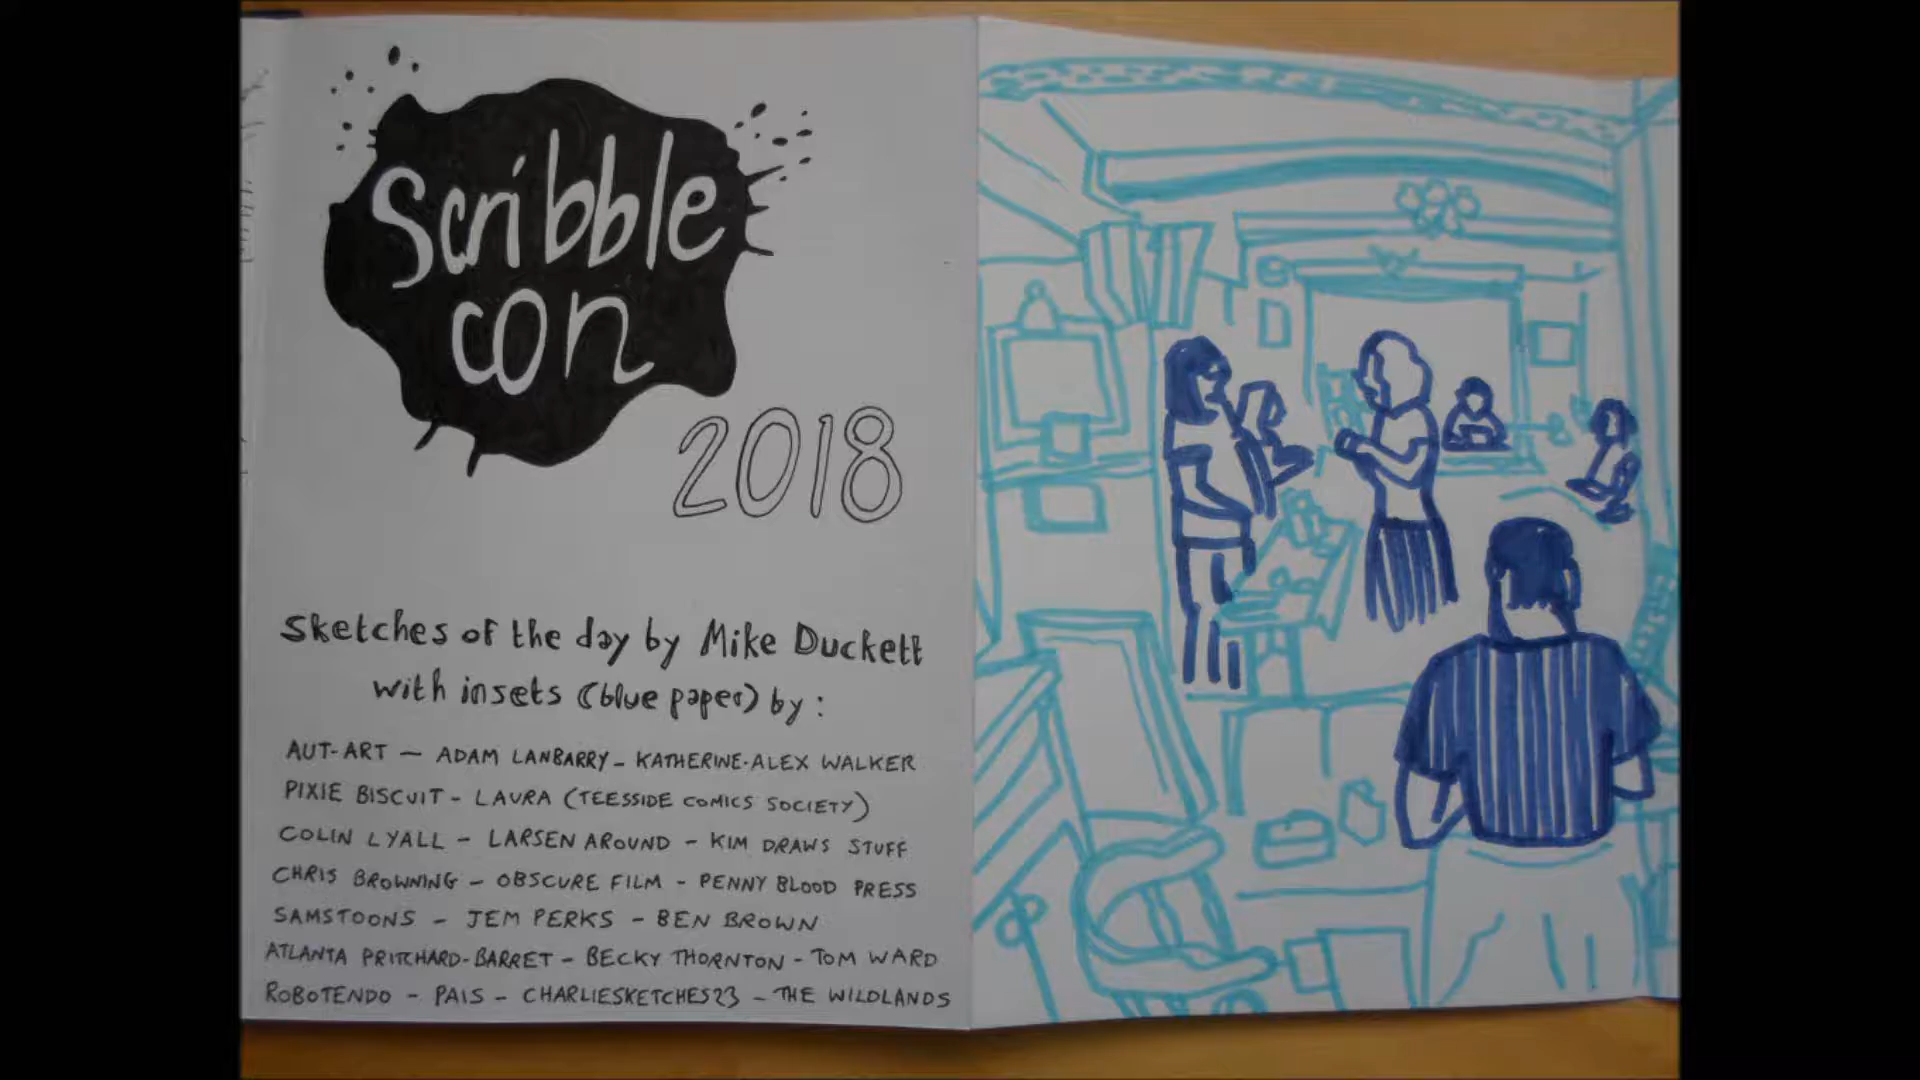 Scribble
con
2018
Sketches of the day by Mike Duckett
with insets (blue paper) by:
AUT-ART - ADAM LANBARRY - KATHERINE-ALEX WALKER
PIXIE BISCUIT - LAURA (TEESSIDE COMICS SOCIETY)
COLIN LYALL - LARSEN AROUND - KIM DRAWS STUFF
CHRIS BROWNING - OBSCURE FILM - PENNY BLOOD PRESS
SAMSTOONS - JEM PERKS - BEN BROWN
ATLANTA PRITCHARD-BARRET - BECKY THORNTON - TOM WARD
ROBOTENDO - PAIS - CHARLIESKETCHES23 - THE WILDLANDS